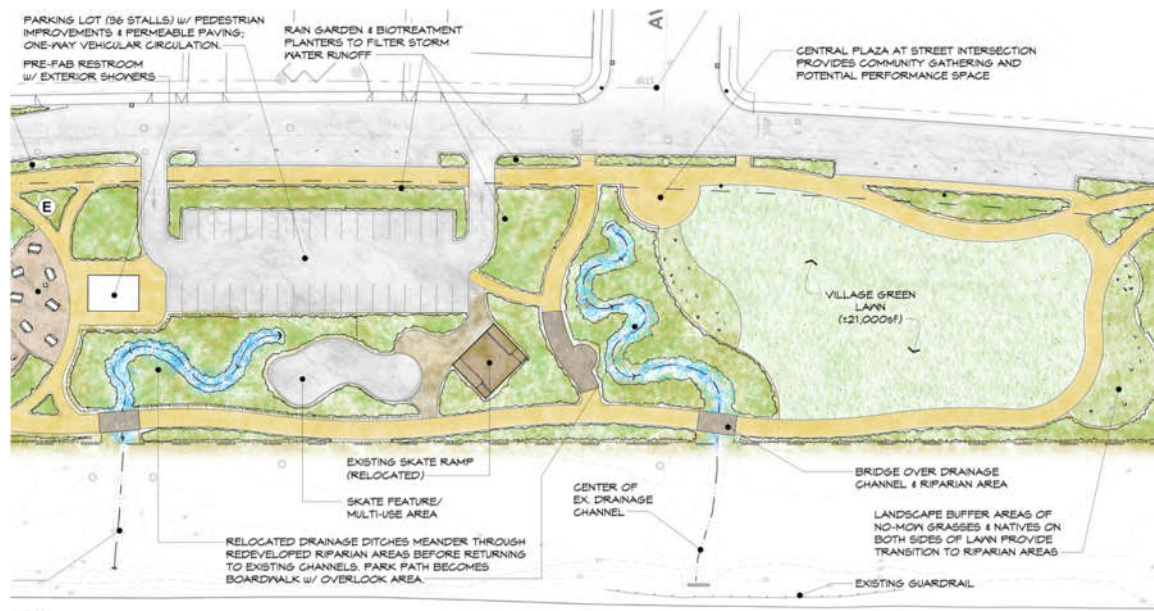 PARKING LOT (36 STALLS) W/ PEDESTRIAN
IMPROVEMENTS & PERMEABLE PAVING;
ONE-WAY VEHICULAR CIRCULATION.
PRE-FAB RESTROOM
W/ EXTERIOR SHOWERS
RAIN GARDEN & BIOTREATMENT
PLANTERS TO FILTER STORM
WATER RUNOFF
AV
STOP
CENTRAL PLAZA AT STREET INTERSECTION
PROVIDES COMMUNITY GATHERING AND
POTENTIAL PERFORMANCE SPACE
STOP
STOP
E
VILLAGE GREEN
LAWN
(±21,000SF)
EXISTING SKATE RAMP
(RELOCATED)
SKATE FEATURE/
MULTI-USE AREA
CENTER OF
EX. DRAINAGE
CHANNEL
BRIDGE OVER DRAINAGE
CHANNEL & RIPARIAN AREA
LANDSCAPE BUFFER AREAS OF
NO-MOW GRASSES & NATIVES ON
BOTH SIDES OF LAWN PROVIDE
TRANSITION TO RIPARIAN AREAS
RELOCATED DRAINAGE DITCHES MEANDER THROUGH
REDEVELOPED RIPARIAN AREAS BEFORE RETURNING
TO EXISTING CHANNELS. PARK PATH BECOMES
BOARDWALK W/ OVERLOOK AREA.
EXISTING GUARDRAIL